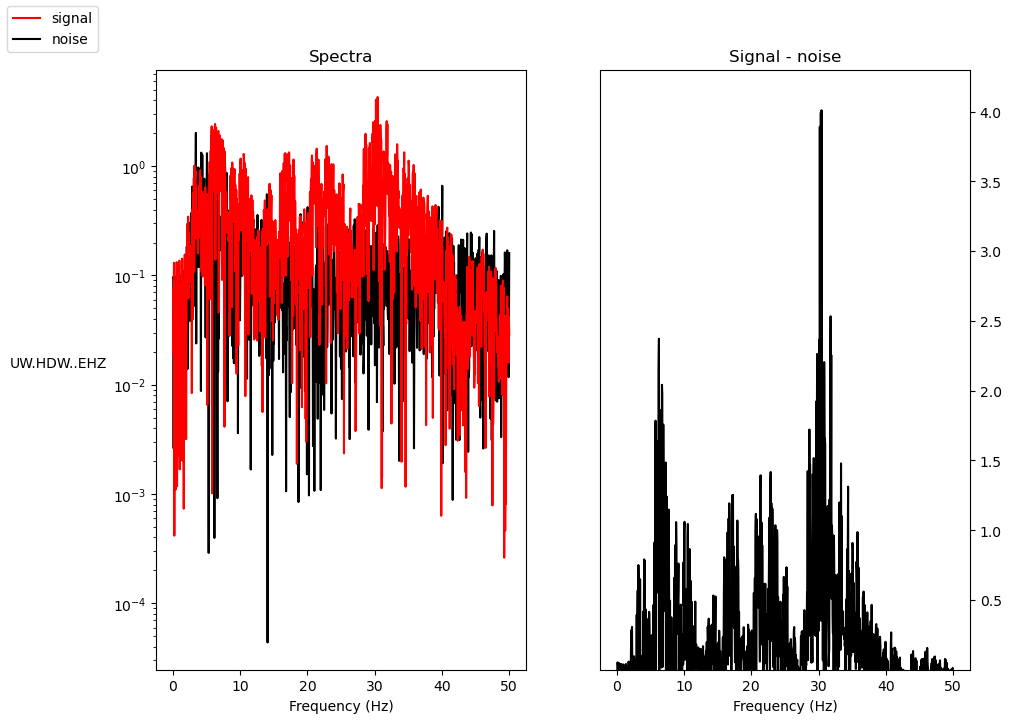 signal
noise
Spectra
Signal - noise
UW.HDW..EHZ
10^0
10^-1
10^-2
10^-3
10^-4
0 10 20 30 40 50
Frequency (Hz)
4.0
3.5
3.0
2.5
2.0
1.5
1.0
0.5
0 10 20 30 40 50
Frequency (Hz)